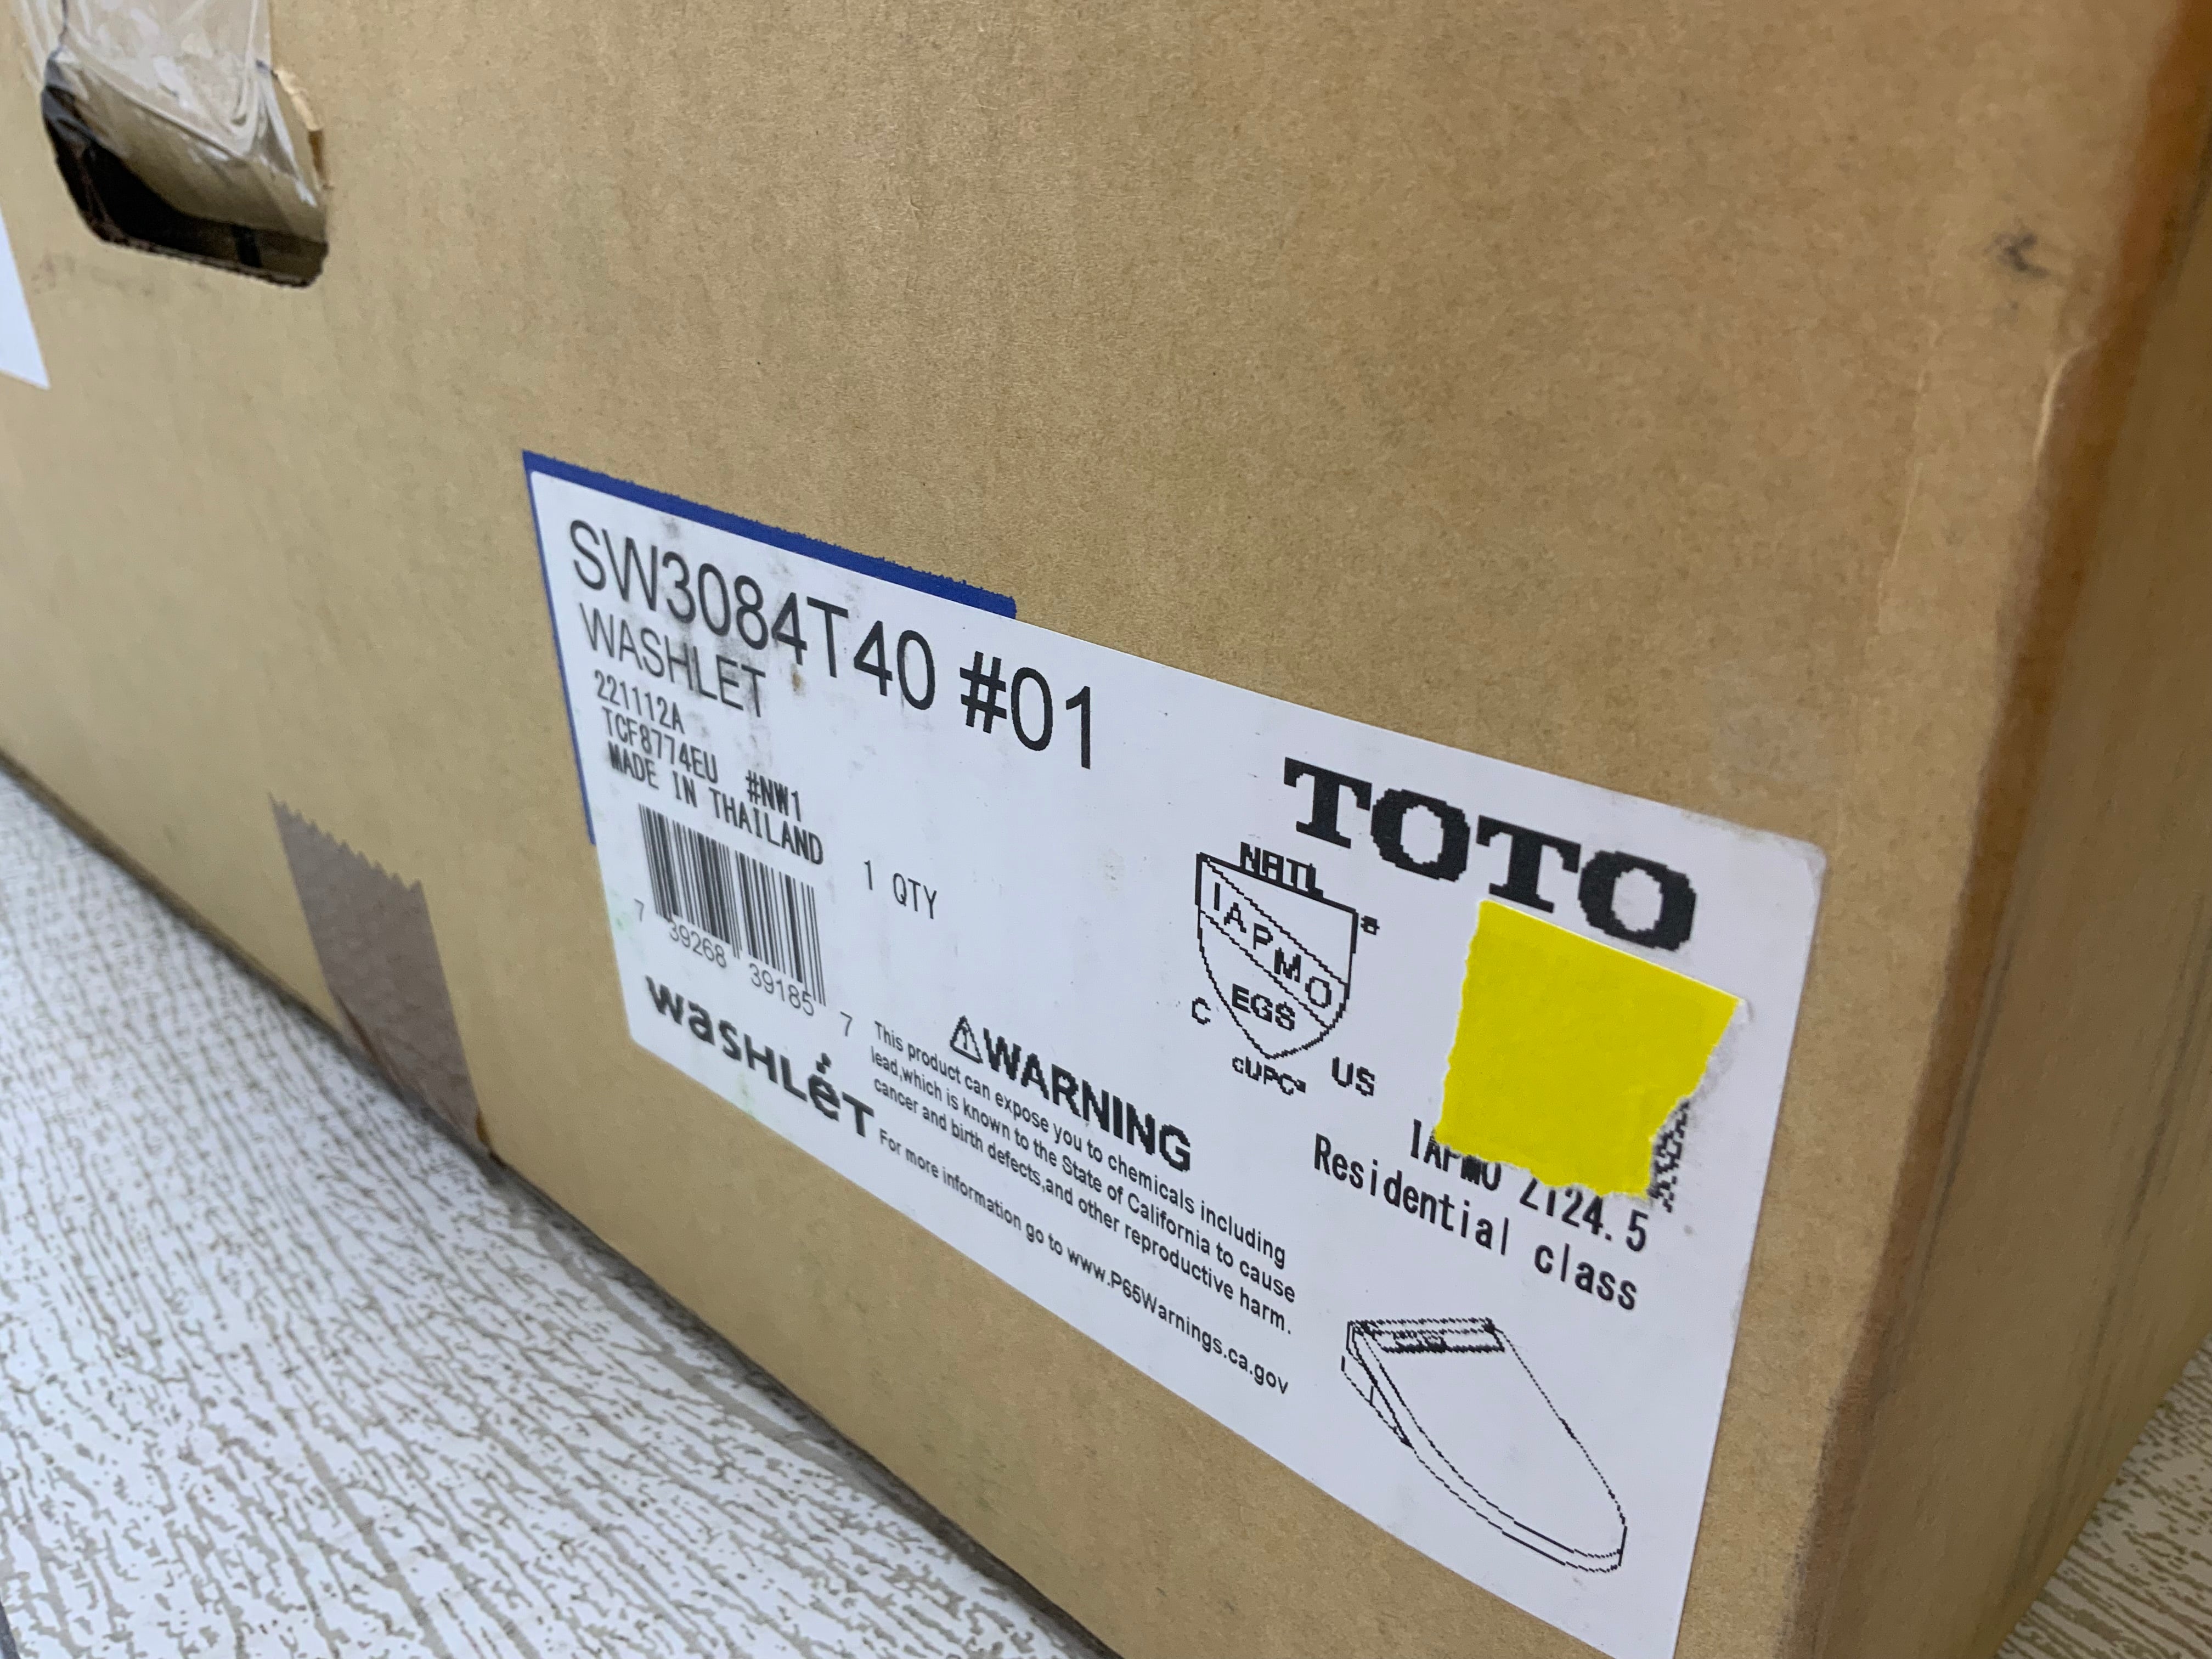 SW3084T40 #01
WASHLET
221112A
TCF8774EU #NW1
MADE IN THAILAND
1 QTY
7 39268 39185 7
WASHLET
TOTO
NRTL
IAPMO
EGS
C US
cUPC
IAPMO Z124.5
Residential class
⚠WARNING
This product can expose you to chemicals including
lead,which is known to the State of California to cause
cancer and birth defects,and other reproductive harm.
For more information go to www.P65Warnings.ca.gov